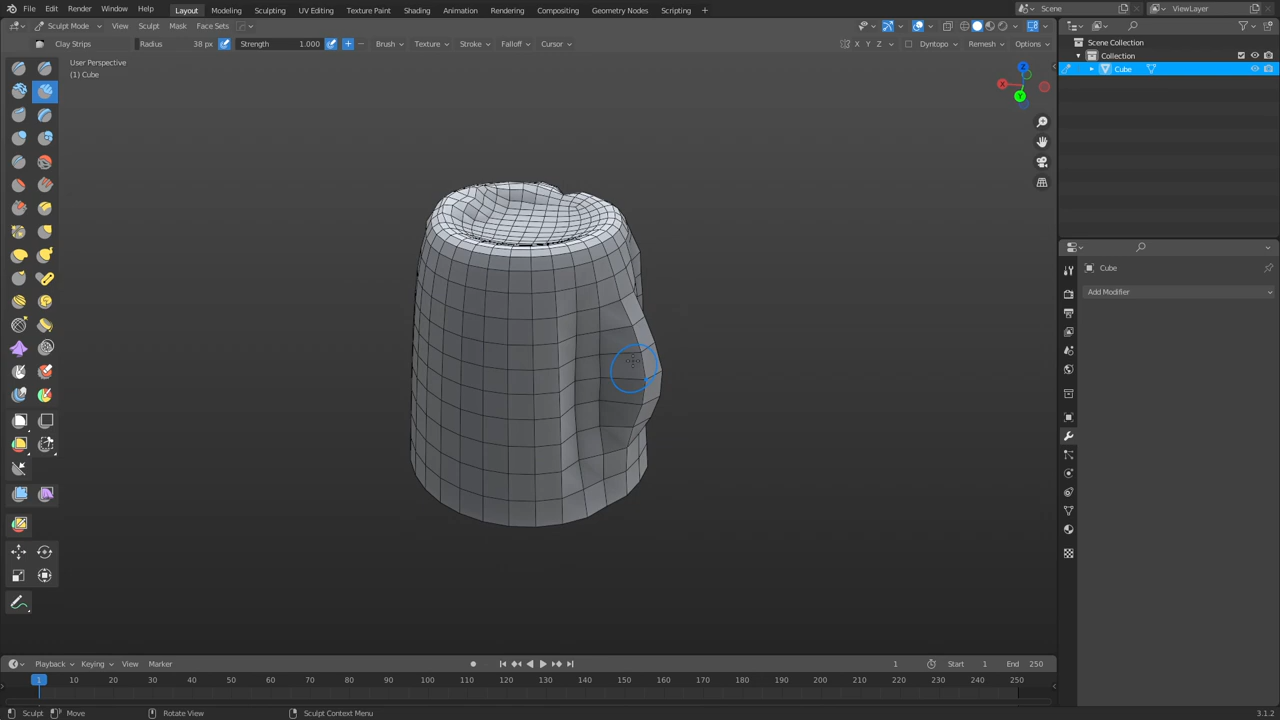 File Edit Render Window Help Layout Modeling Sculpting UV Editing Texture Paint Shading Animation Rendering Compositing Geometry Nodes Scripting + Scene ViewLayer
Sculpt Mode View Sculpt Mask Face Sets
Clay Strips Radius 38 px Strength 1.000 Brush Texture Stroke Falloff Cursor X Y Z Dyntopo Remesh Options
Scene Collection
Collection
Cube
User Perspective
(1) Cube
Z
X
Y
Cube
Add Modifier
Playback Keying View Marker 1 Start 1 End 250
1 10 20 30 40 50 60 70 80 90 100 110 120 130 140 150 160 170 180 190 200 210 220 230 240 250
Sculpt Move Rotate View Sculpt Context Menu 3.1.2